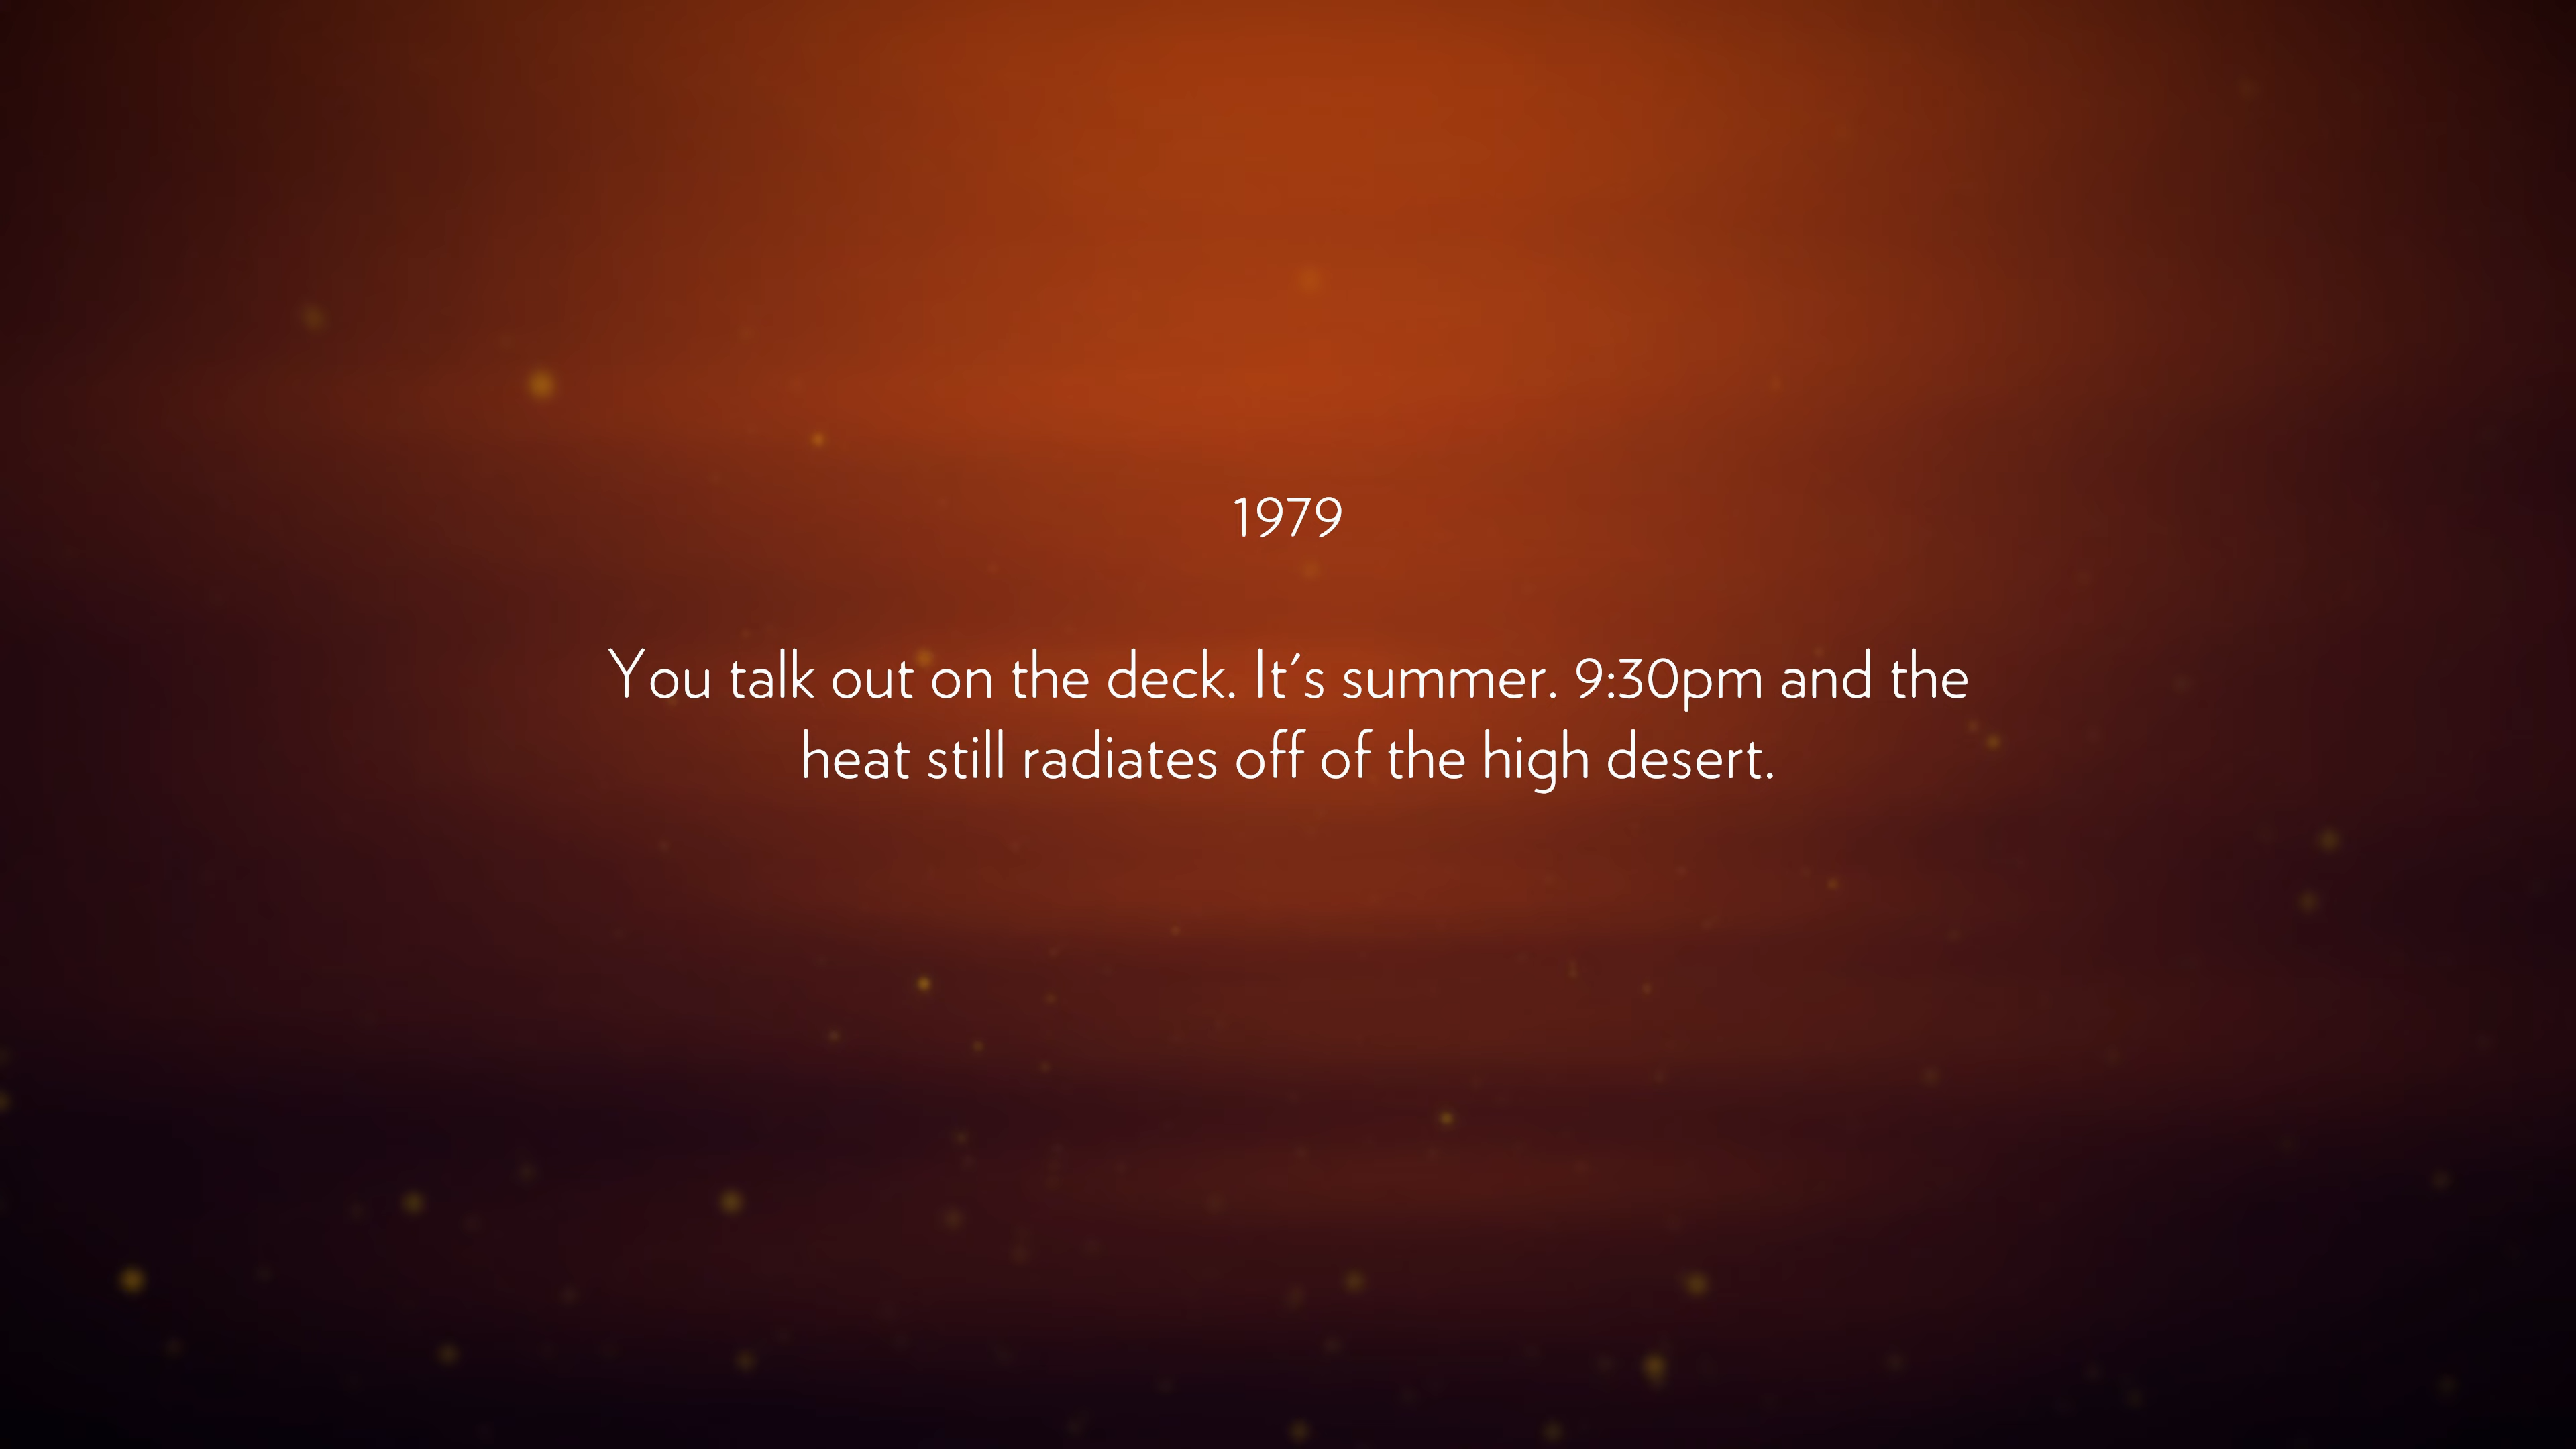 1979
You talk out on the deck. It's summer. 9:30pm and the
heat still radiates off of the high desert.